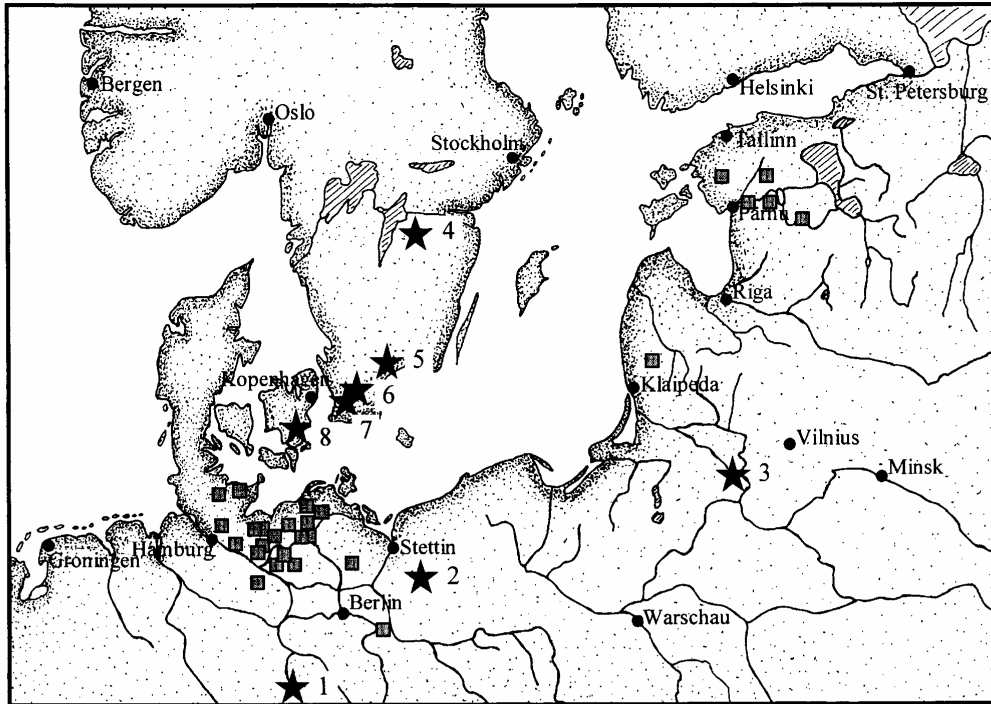 Bergen
Helsinki
St. Petersburg
Oslo
Stockholm
Tallinn
Pärnu
4
Riga
5
Kopenhagen
Klaipeda
6
7
8
Vilnius
3
Minsk
Hamburg
Groningen
Stettin
2
Berlin
Warschau
1